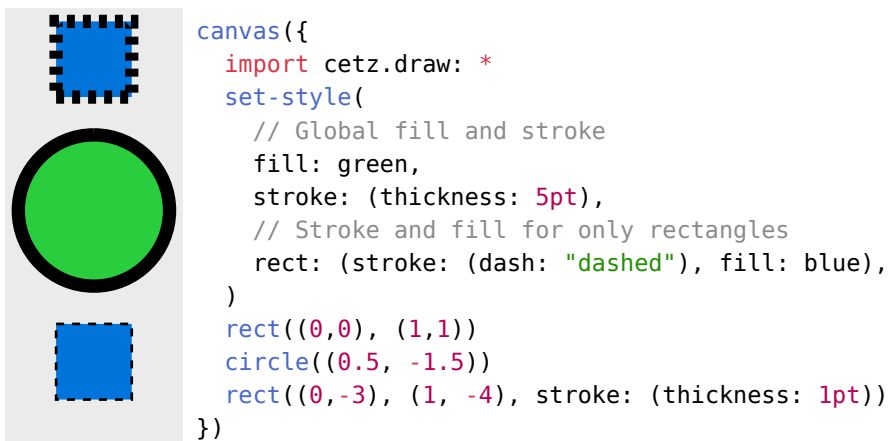 canvas({
  import cetz.draw: *
  set-style(
    // Global fill and stroke
    fill: green,
    stroke: (thickness: 5pt),
    // Stroke and fill for only rectangles
    rect: (stroke: (dash: "dashed"), fill: blue),
  )
  rect((0,0), (1,1))
  circle((0.5, -1.5))
  rect((0,-3), (1, -4), stroke: (thickness: 1pt))
})